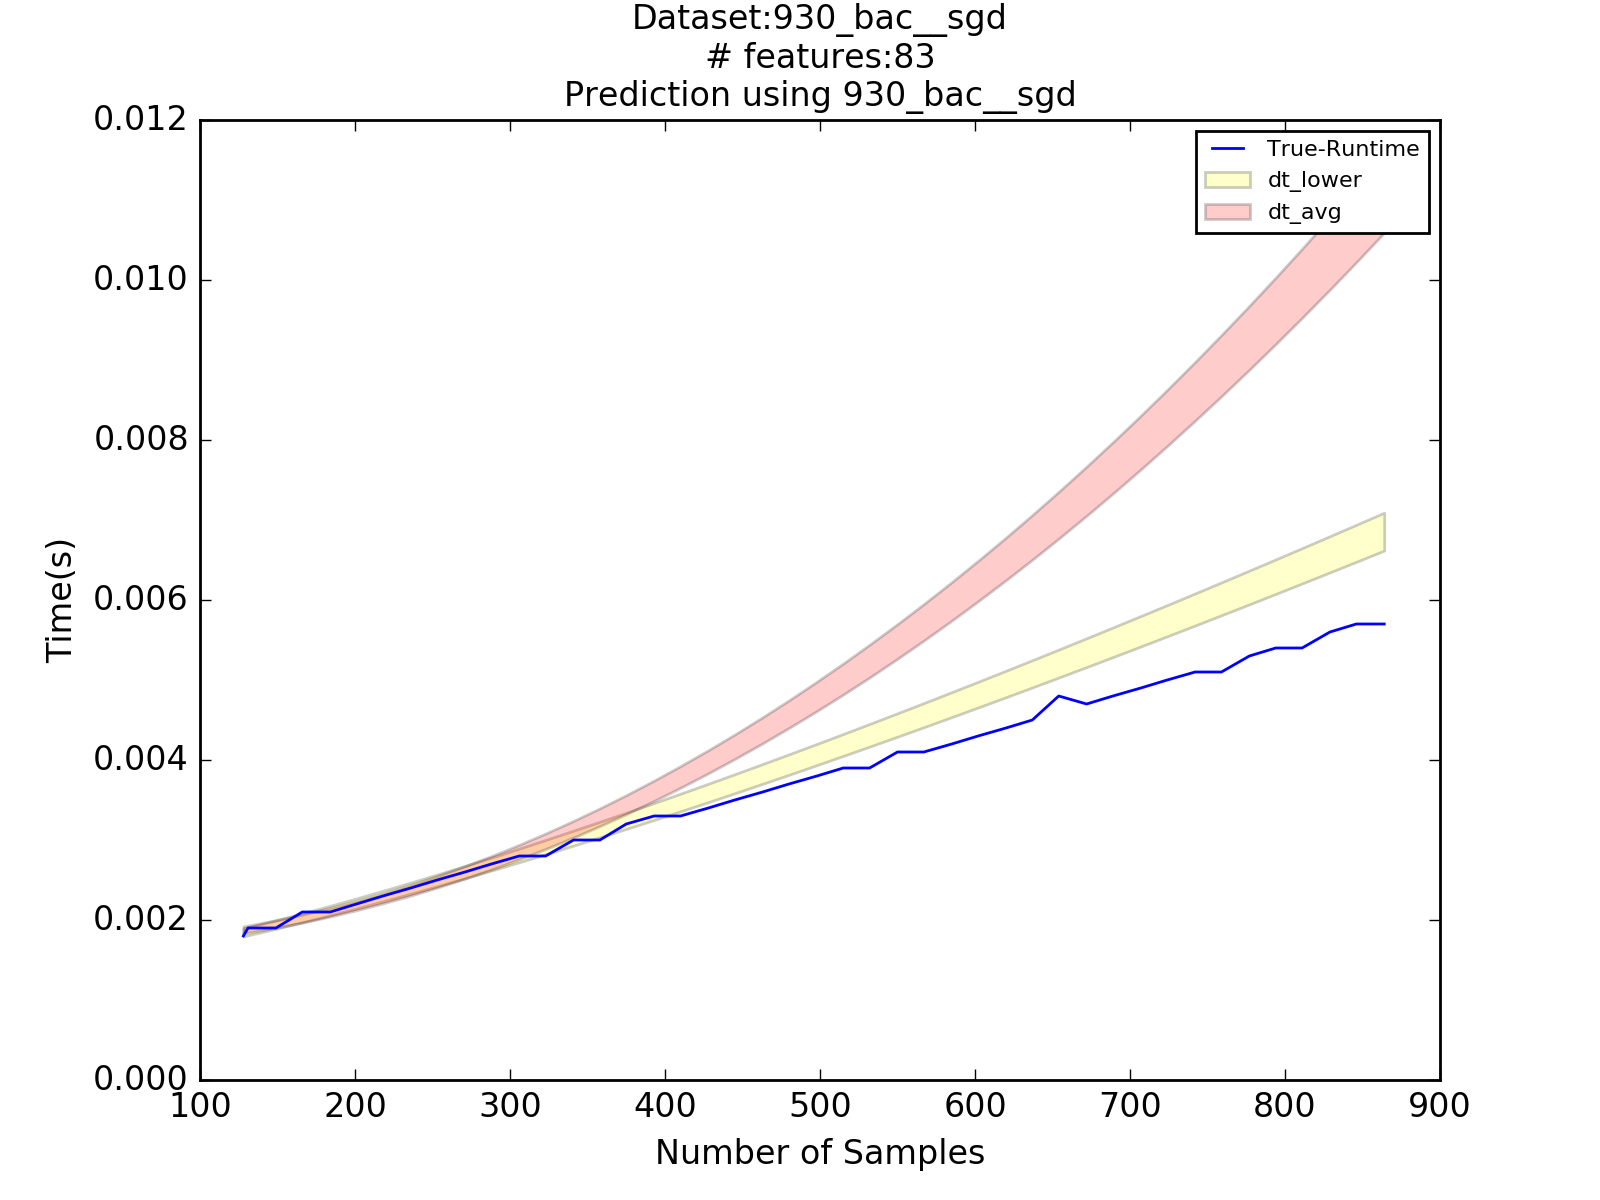 Dataset:930_bac__sgd
# features:83
Prediction using 930_bac__sgd
0.012
0.010
0.008
0.006
0.004
0.002
0.000
Time(s)
True-Runtime
dt_lower
dt_avg
100 200 300 400 500 600 700 800 900
Number of Samples